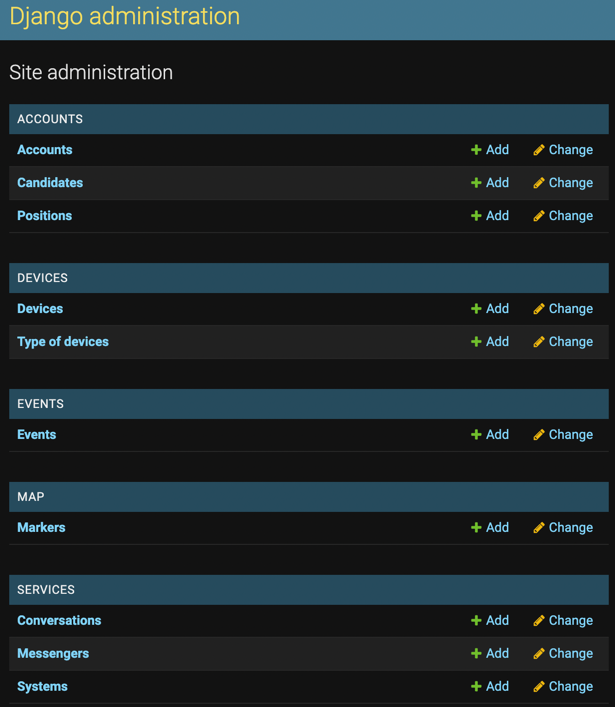 Django administration
Site administration
ACCOUNTS
Accounts Add Change
Candidates Add Change
Positions Add Change
DEVICES
Devices Add Change
Type of devices Add Change
EVENTS
Events Add Change
MAP
Markers Add Change
SERVICES
Conversations Add Change
Messengers Add Change
Systems Add Change